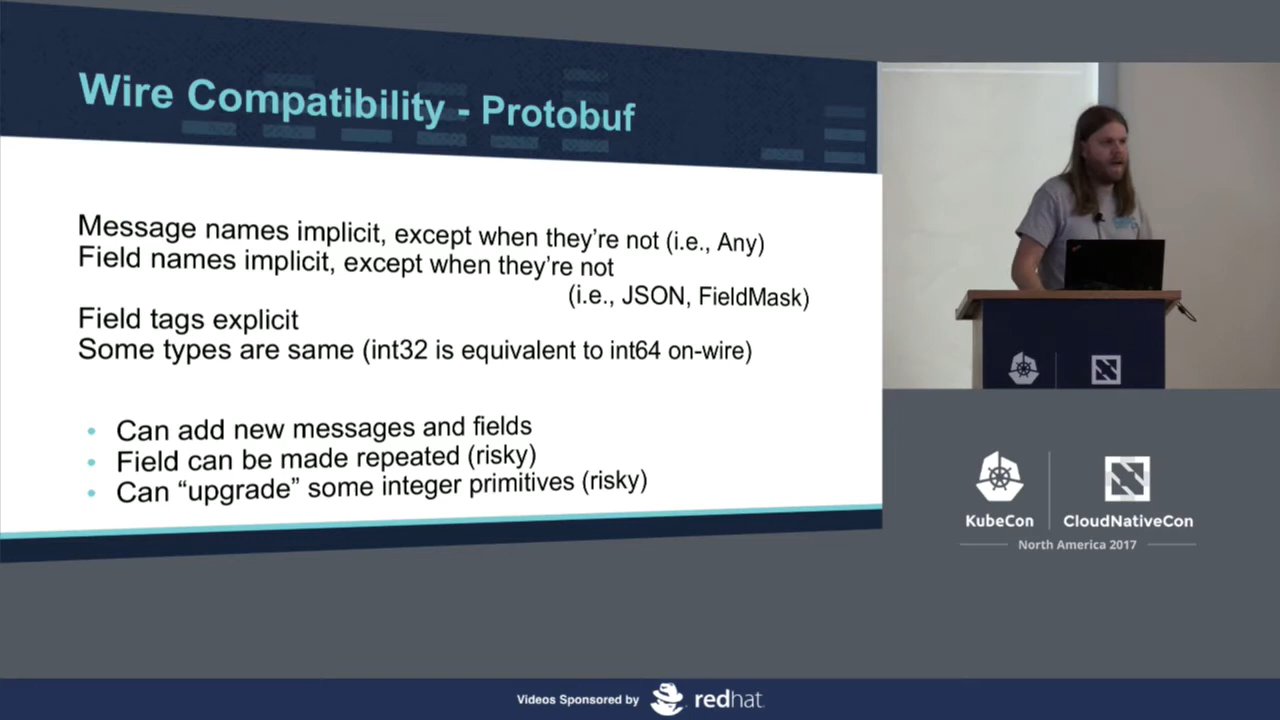 Wire Compatibility - Protobuf
Message names implicit, except when they're not (i.e., Any)
Field names implicit, except when they're not
(i.e., JSON, FieldMask)
Field tags explicit
Some types are same (int32 is equivalent to int64 on-wire)
• Can add new messages and fields
• Field can be made repeated (risky)
• Can “upgrade” some integer primitives (risky)
KubeCon
CloudNativeCon
North America 2017
Videos Sponsored by
redhat.